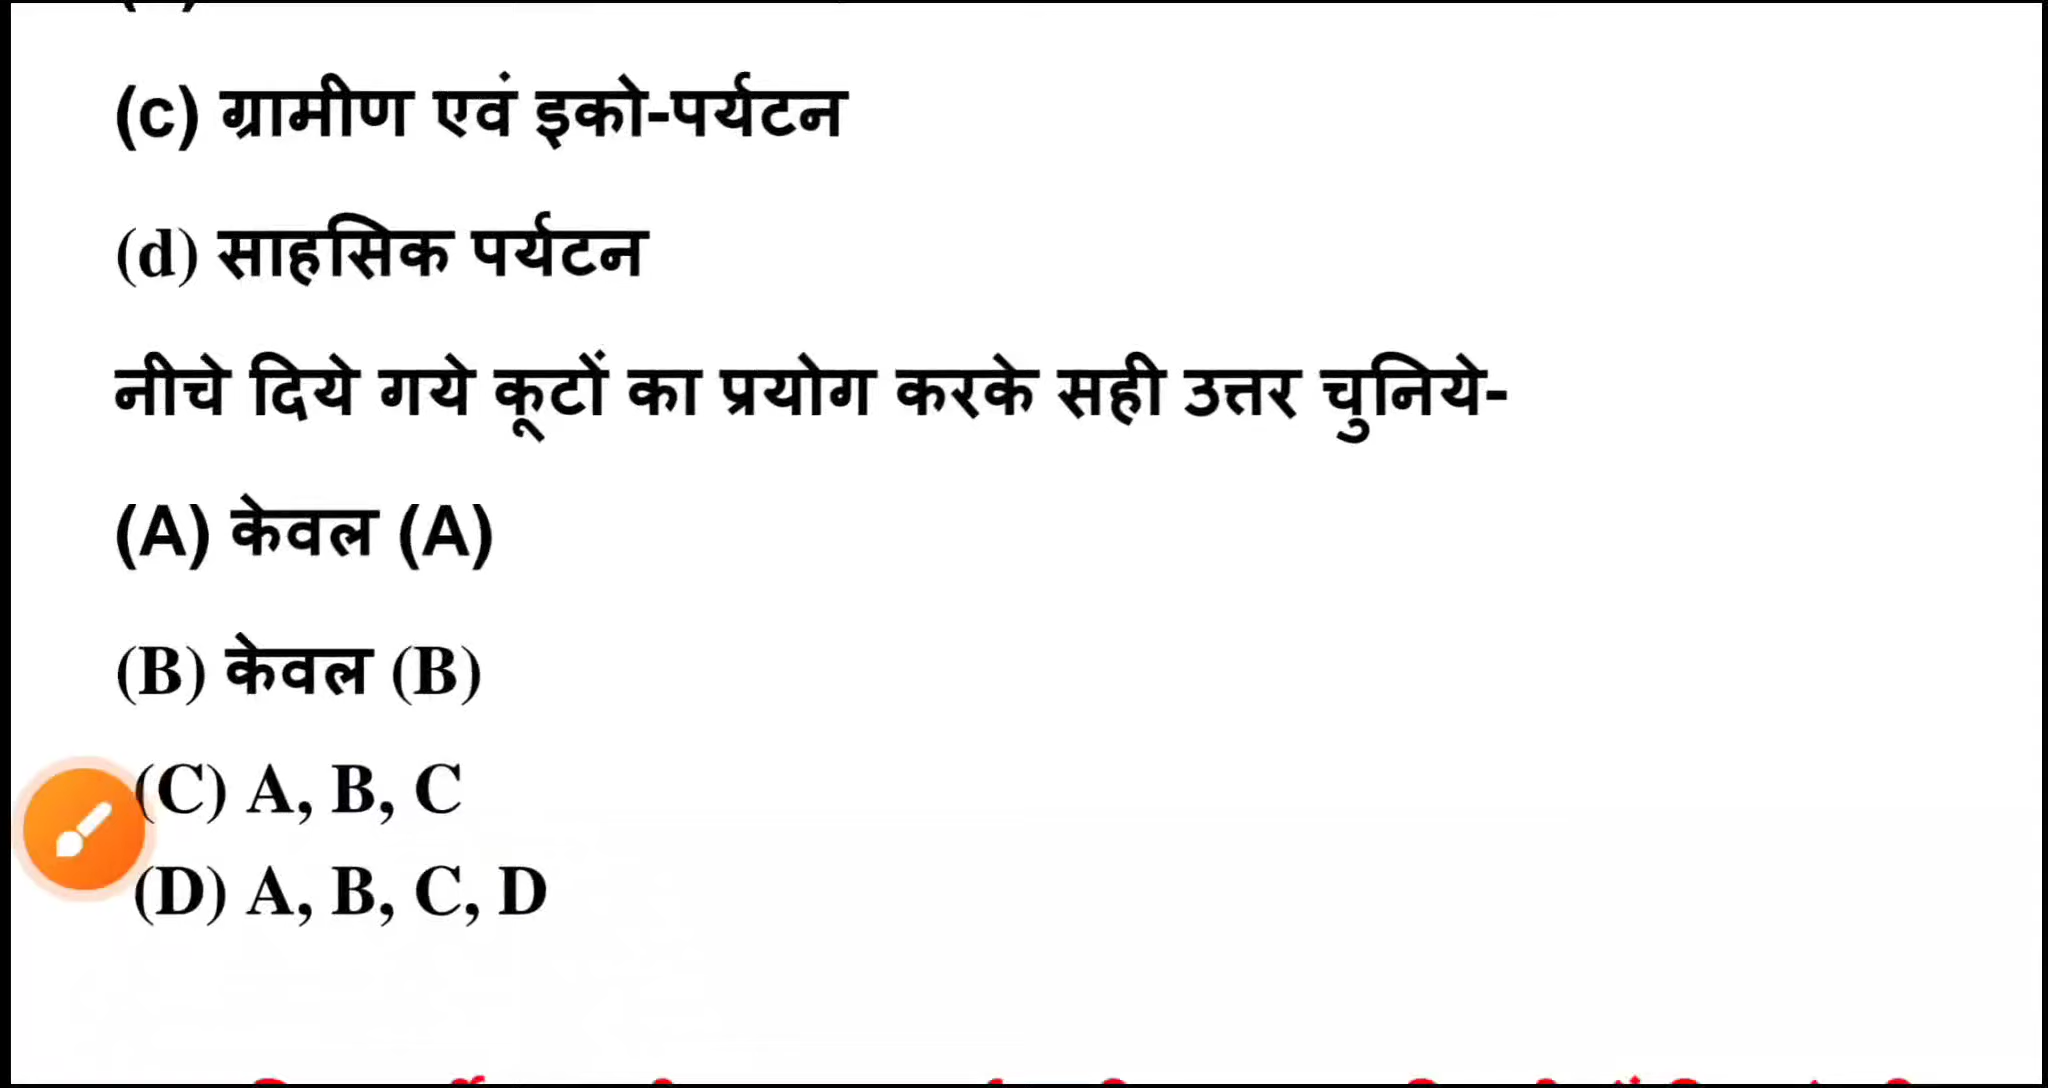 (c) ग्रामीण एवं इको-पर्यटन
(d) साहसिक पर्यटन
नीचे दिये गये कूटों का प्रयोग करके सही उत्तर चुनिये-
(A) केवल (A)
(B) केवल (B)
(C) A, B, C
(D) A, B, C, D